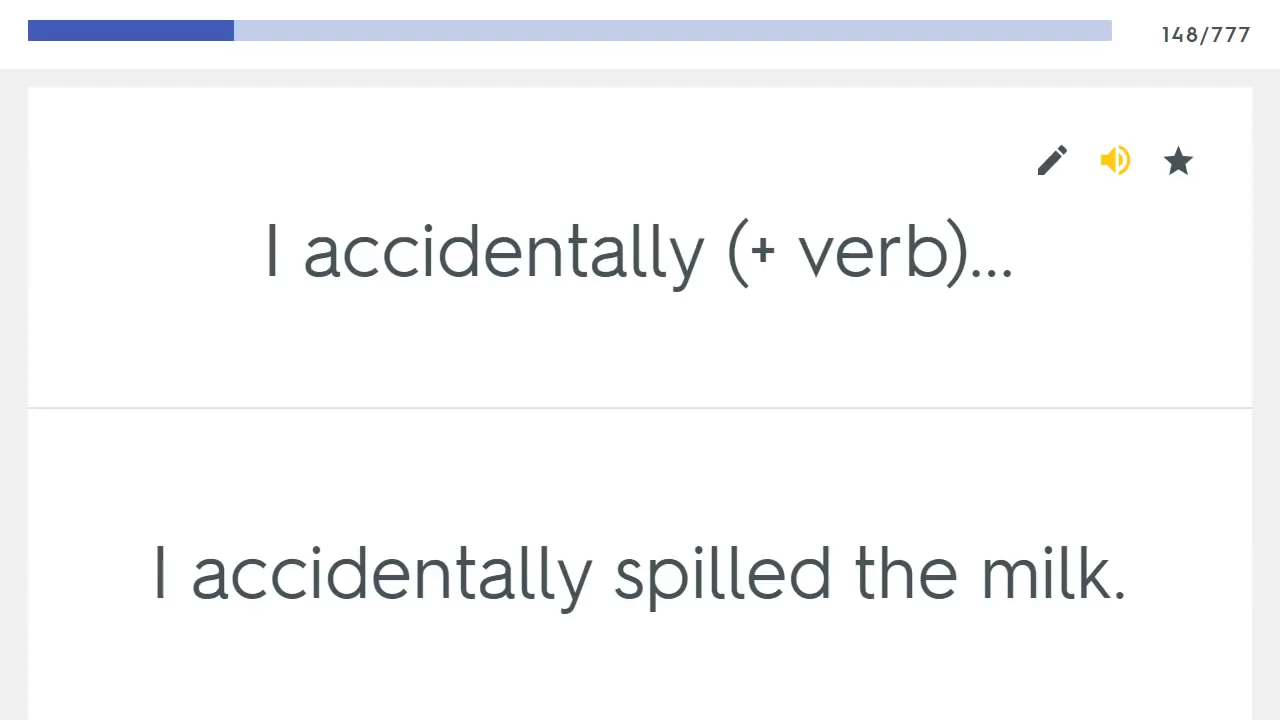 148/777
I accidentally (+ verb)...
I accidentally spilled the milk.